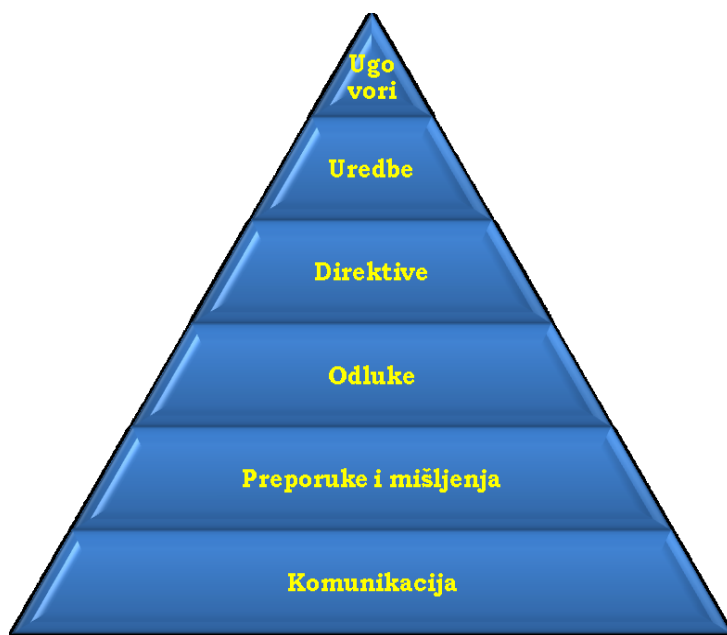 Ugo
vori
Uredbe
Direktive
Odluke
Preporuke i mišljenja
Komunikacija